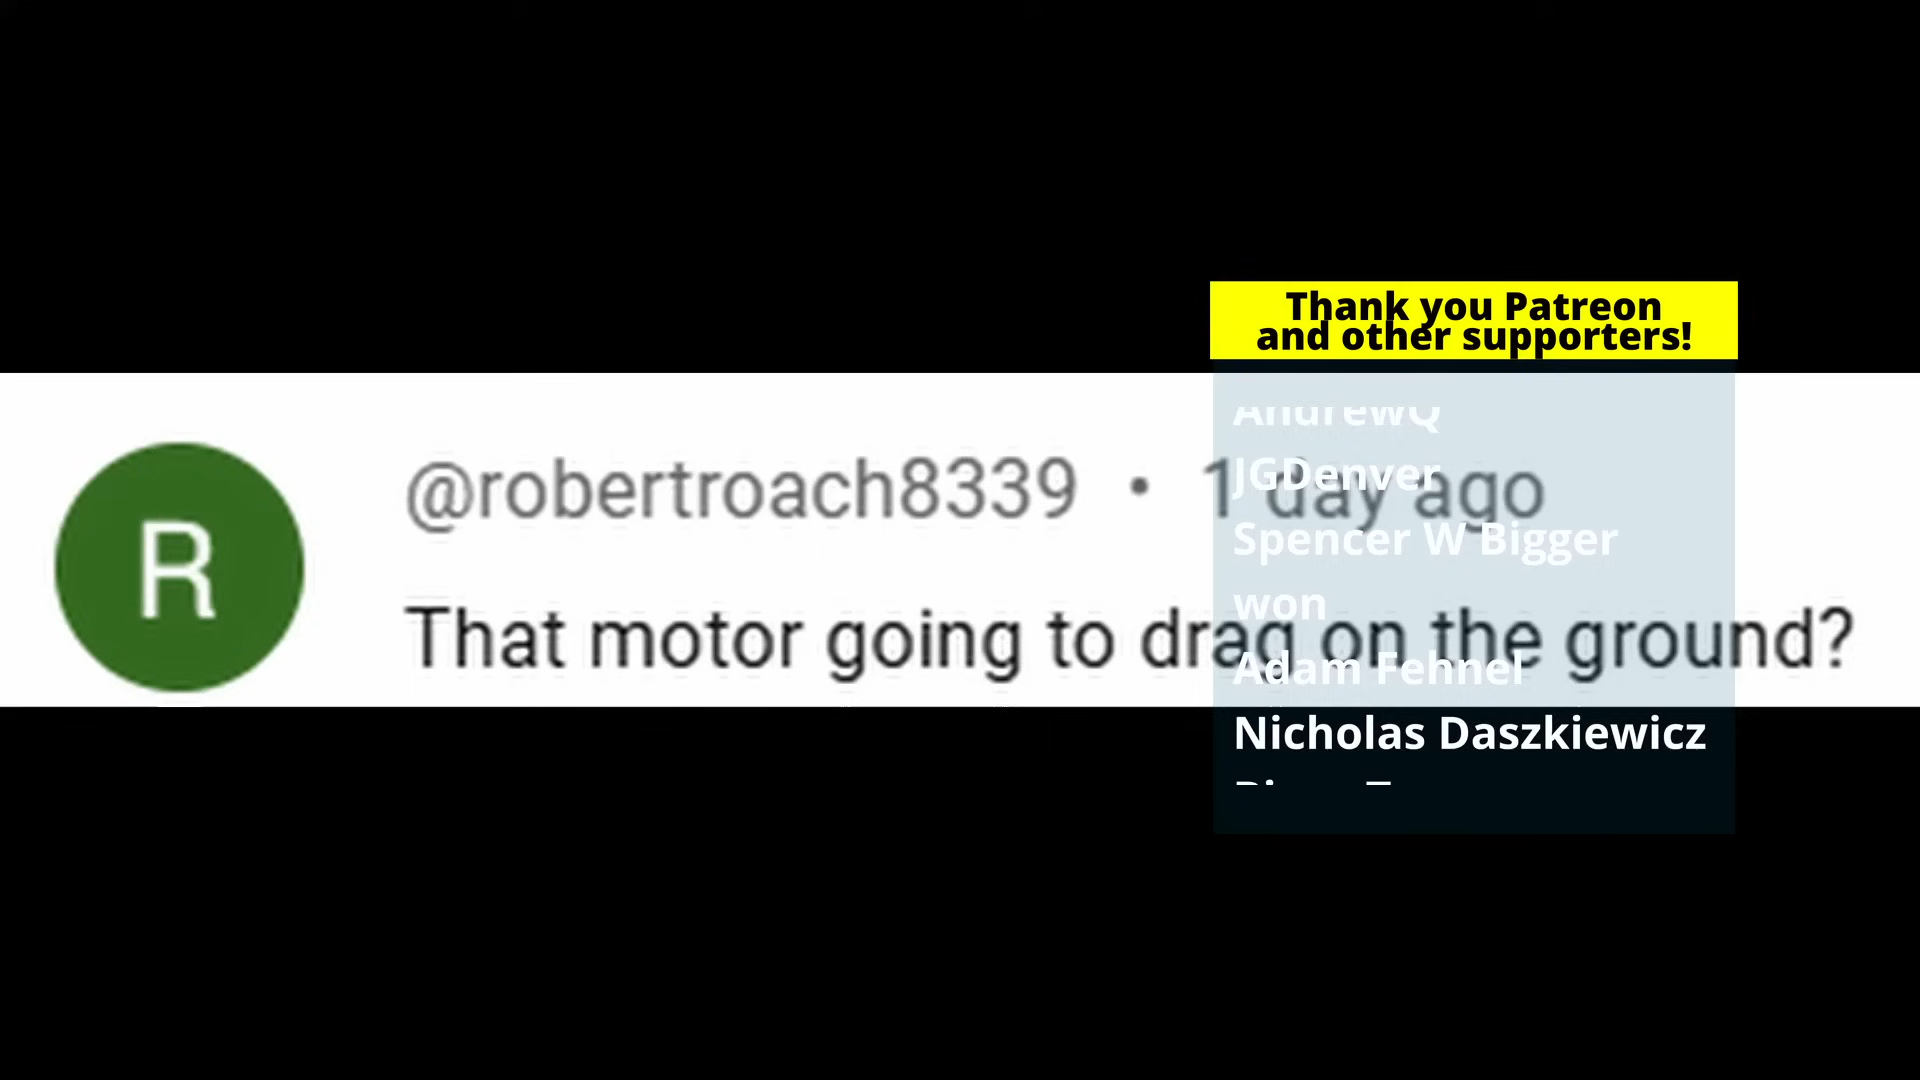 Thank you Patreon
and other supporters!
R
@robertroach8339 • 1 day ago
That motor going to drag on the ground?
AndrewQ
JGDenver
Spencer W Bigger
won
Adam Fehnel
Nicholas Daszkiewicz